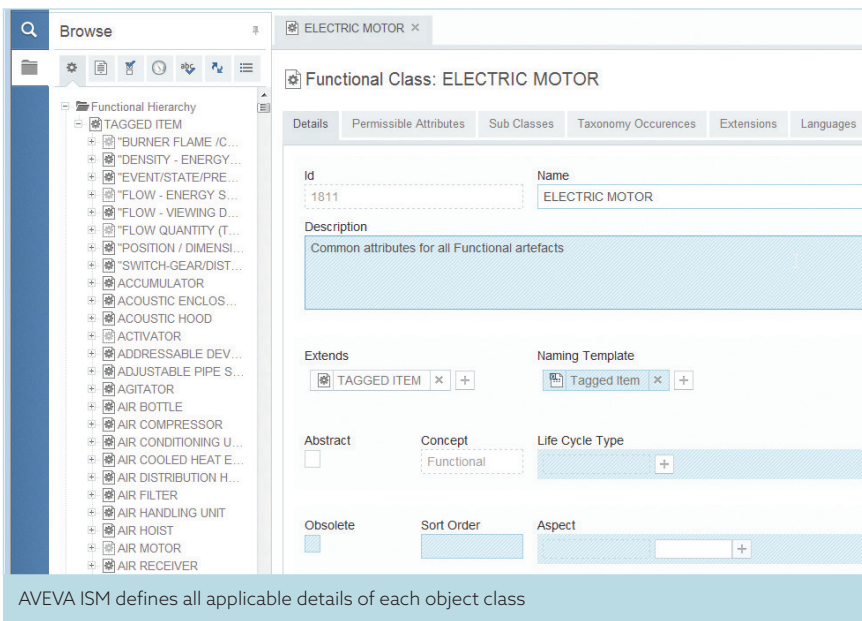 Browse
Functional Hierarchy
TAGGED ITEM
"BURNER FLAME /C...
"DENSITY - ENERGY...
"EVENT/STATE/PRE...
"FLOW - ENERGY S...
"FLOW - VIEWING D...
"FLOW QUANTITY (T...
"POSITION / DIMENSI...
"SWITCH-GEAR/DIST...
ACCUMULATOR
ACOUSTIC ENCLOS...
ACOUSTIC HOOD
ACTIVATOR
ADDRESSABLE DEV...
ADJUSTABLE PIPE S...
AGITATOR
AIR BOTTLE
AIR COMPRESSOR
AIR CONDITIONING U...
AIR COOLED HEAT E...
AIR DISTRIBUTION H...
AIR FILTER
AIR HANDLING UNIT
AIR HOIST
AIR MOTOR
AIR RECEIVER
ELECTRIC MOTOR ×
Functional Class: ELECTRIC MOTOR
Details Permissible Attributes Sub Classes Taxonomy Occurences Extensions Languages
Id Name
1811 ELECTRIC MOTOR
Description
Common attributes for all Functional artefacts
Extends Naming Template
TAGGED ITEM × + Tagged Item × +
Abstract Concept Life Cycle Type
Functional +
Obsolete Sort Order Aspect
+
AVEVA ISM defines all applicable details of each object class